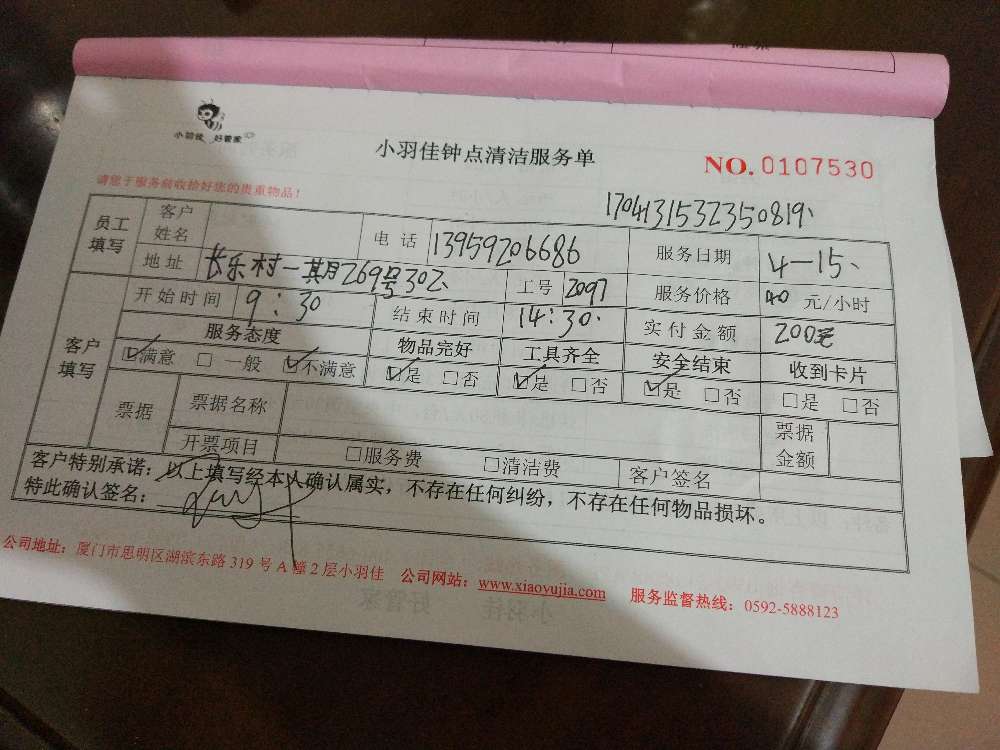 小羽佳 好管家
小羽佳钟点清洁服务单
NO. 0107530
请您于服务前收拾好您的贵重物品!
1704131532350819
员工填写 客户姓名 电话 13959206686 服务日期 4-15、
地址 长乐村一期269号302 工号 2097 服务价格 40 元/小时
客户填写 开始时间 9:30 结束时间 14:30. 实付金额 200元
服务态度 物品完好 工具齐全 安全结束 收到卡片
☑满意 □一般 ☑不满意 ☑是 □否 ☑是 □否 ☑是 □否 □是 □否
票据 票据名称 票据金额
开票项目 □服务费 □清洁费 客户签名
客户特别承诺:以上填写经本人确认属实,不存在任何纠纷,不存在任何物品损坏。
特此确认签名:
公司地址:厦门市思明区湖滨东路 319 号 A 幢 2 层小羽佳 公司网站:www.xiaoyujia.com 服务监督热线:0592-5888123